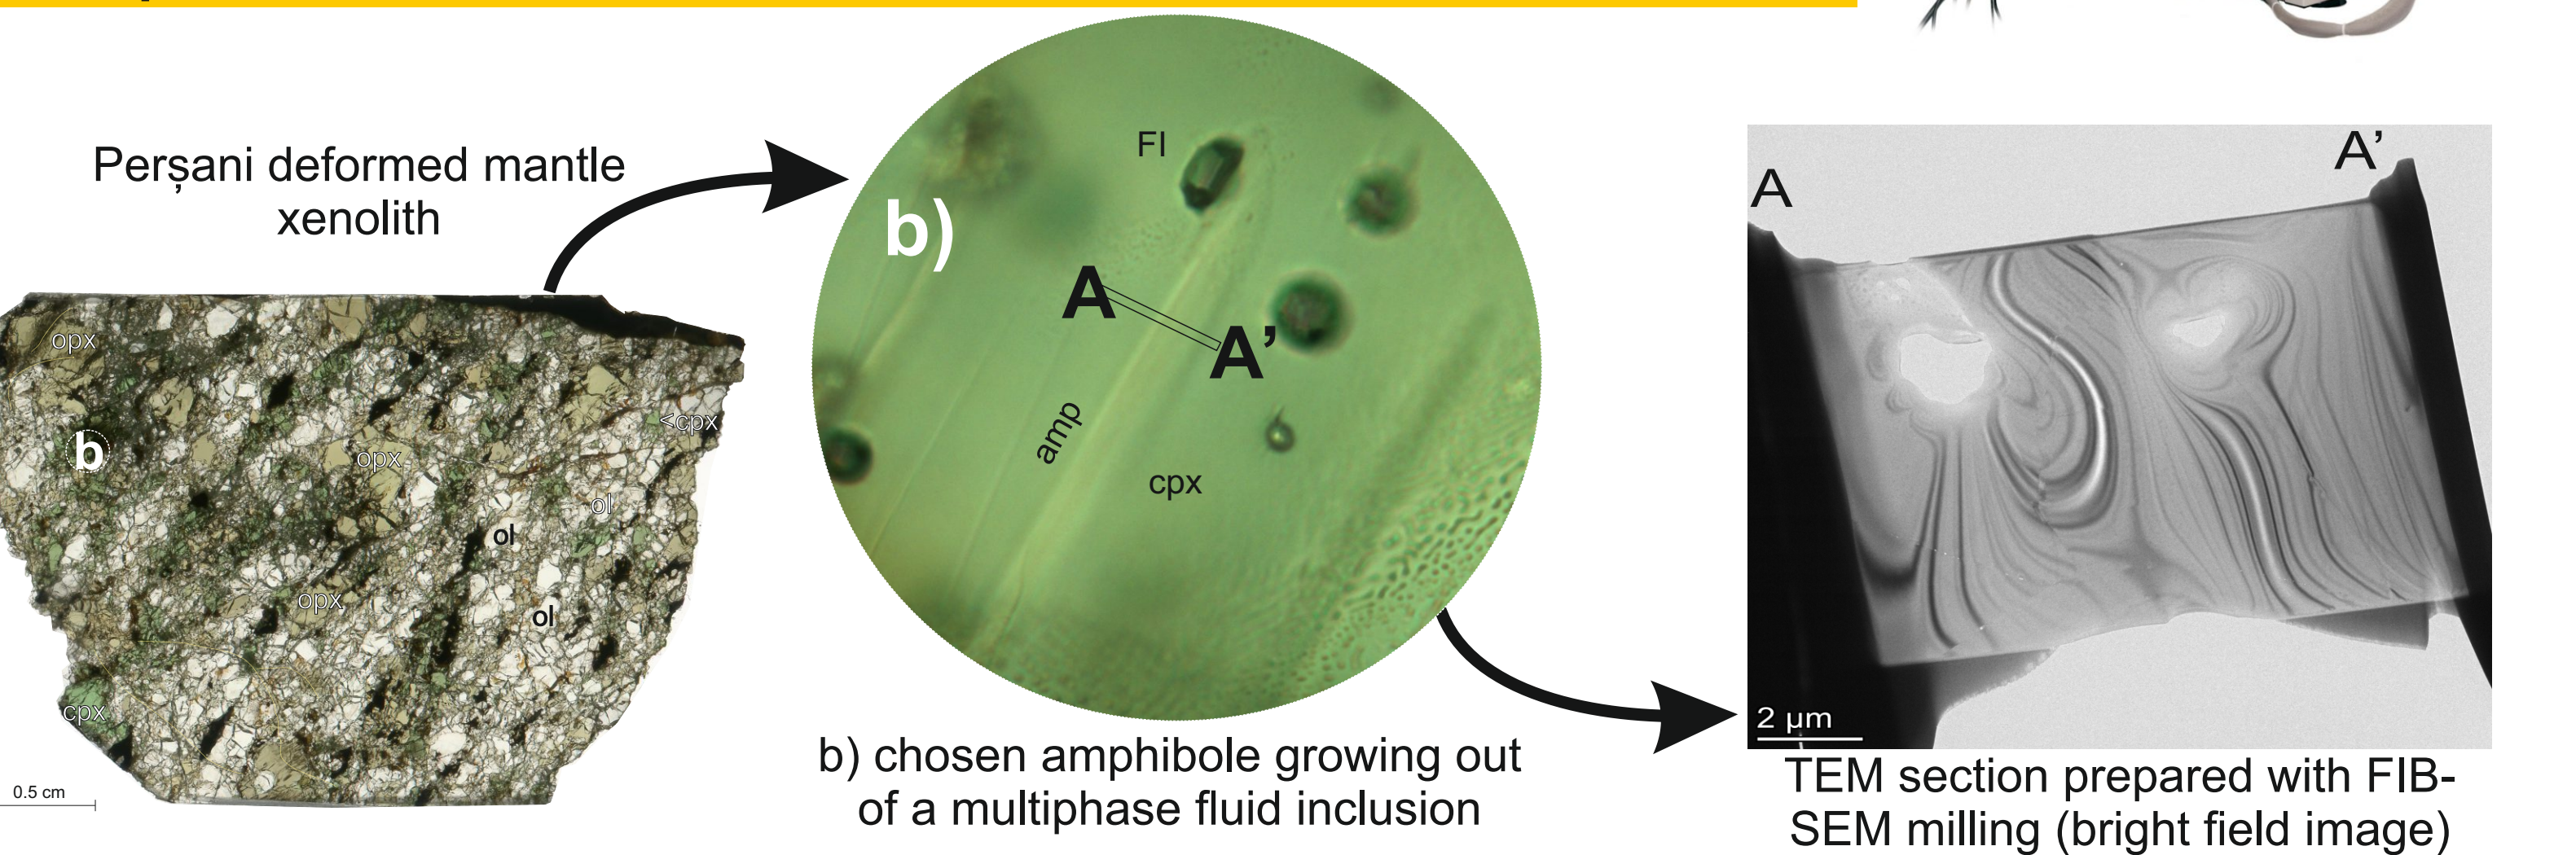 Perșani deformed mantle
xenolith
opx
<cpx
b
opx
ol
ol
opx
ol
cpx
0.5 cm
FI
b)
A
A’
amp
cpx
b) chosen amphibole growing out
of a multiphase fluid inclusion
A
A’
2 µm
TEM section prepared with FIB-
SEM milling (bright field image)